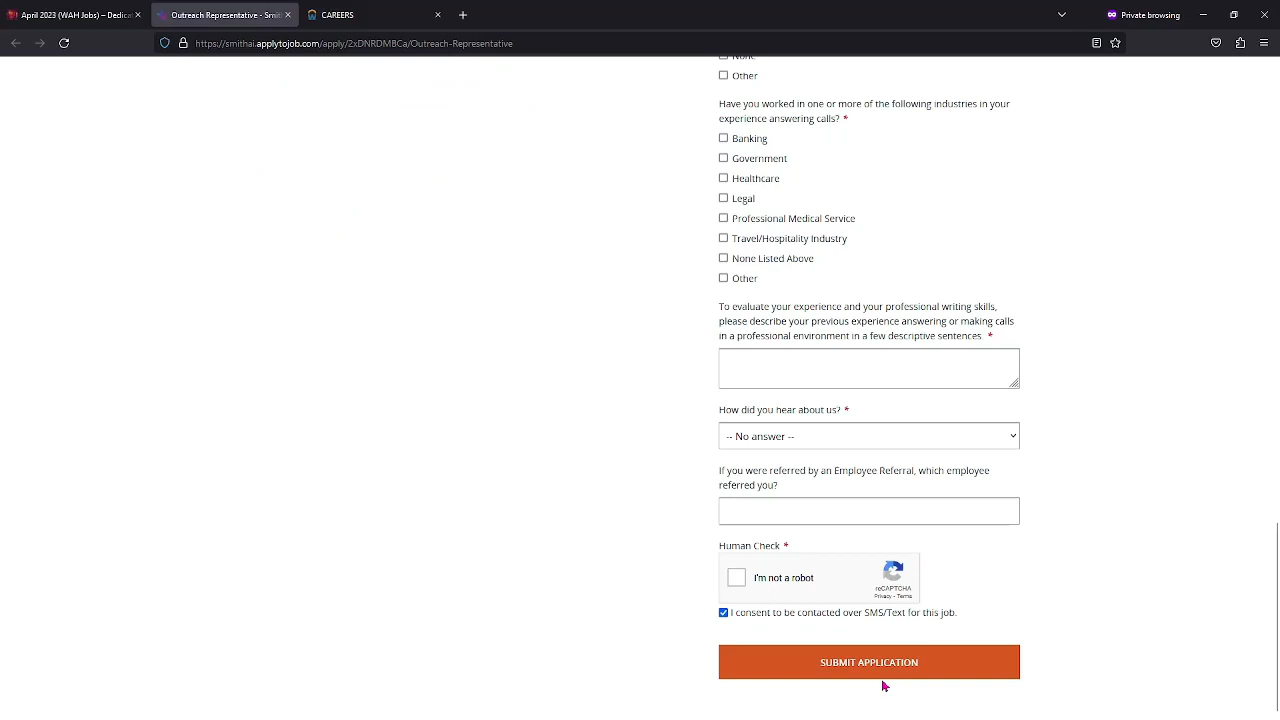 April 2023 (WAH Jobs) – Dedica
Outreach Representative - Smit
CAREERS
Private browsing
https://smithai.applytojob.com/apply/2xDNRDMBCa/Outreach-Representative
None
Other
Have you worked in one or more of the following industries in your
experience answering calls? *
Banking
Government
Healthcare
Legal
Professional Medical Service
Travel/Hospitality Industry
None Listed Above
Other
To evaluate your experience and your professional writing skills,
please describe your previous experience answering or making calls
in a professional environment in a few descriptive sentences. *
How did you hear about us? *
-- No answer --
If you were referred by an Employee Referral, which employee
referred you?
Human Check *
I'm not a robot
reCAPTCHA
Privacy - Terms
I consent to be contacted over SMS/Text for this job.
SUBMIT APPLICATION